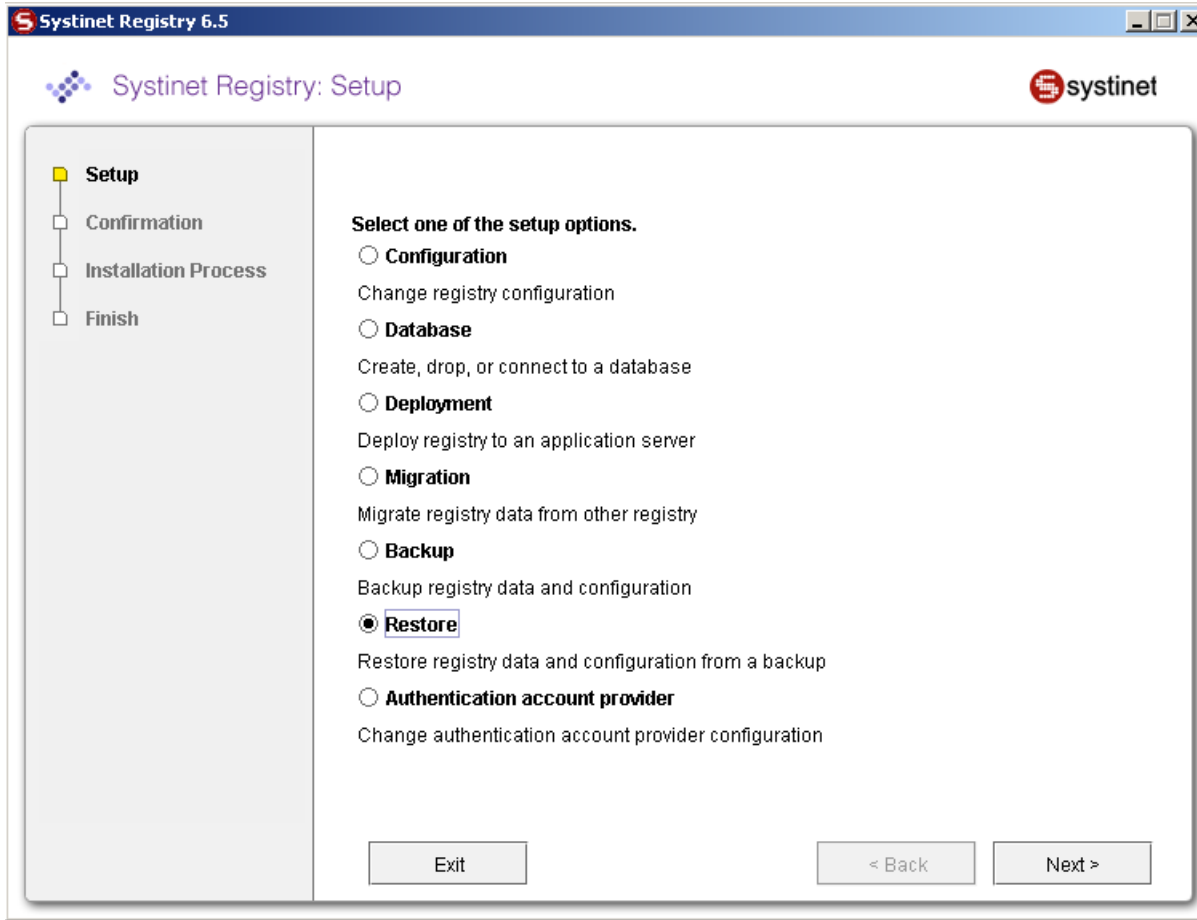 Systinet Registry 6.5
Systinet Registry: Setup
systinet
Setup
Confirmation
Installation Process
Finish
Select one of the setup options.
Configuration
Change registry configuration
Database
Create, drop, or connect to a database
Deployment
Deploy registry to an application server
Migration
Migrate registry data from other registry
Backup
Backup registry data and configuration
Restore
Restore registry data and configuration from a backup
Authentication account provider
Change authentication account provider configuration
Exit
< Back
Next >